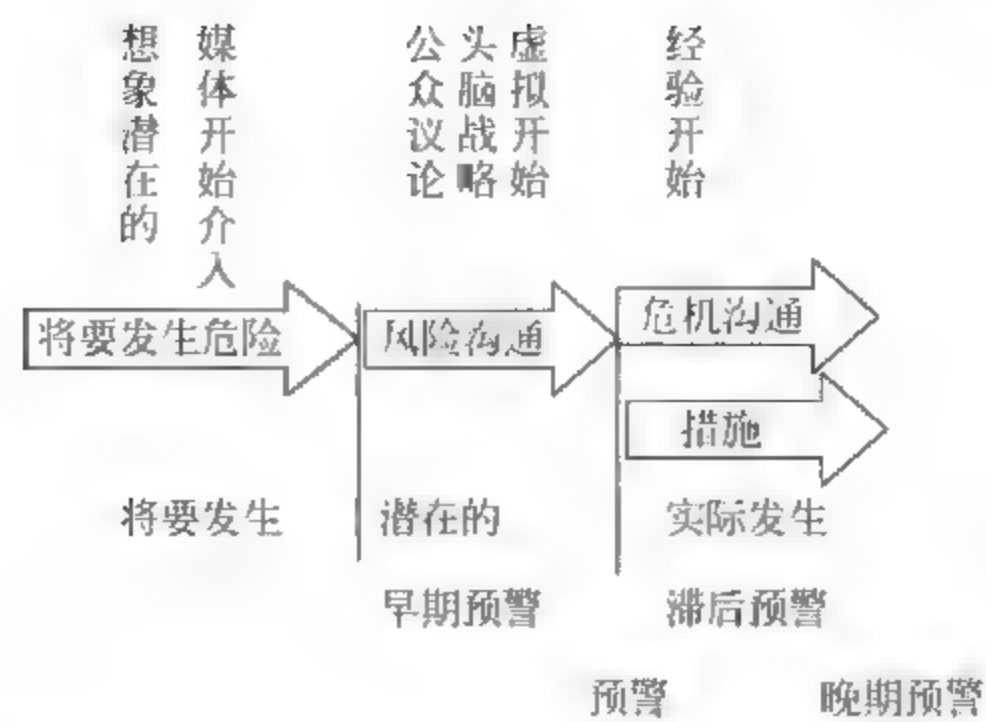 想象潜在的
媒体开始介入
公众议论
头脑战略
虚拟开始
经验开始
将要发生危险
风险沟通
危机沟通
措施
将要发生
潜在的
实际发生
早期预警
滞后预警
预警
晚期预警